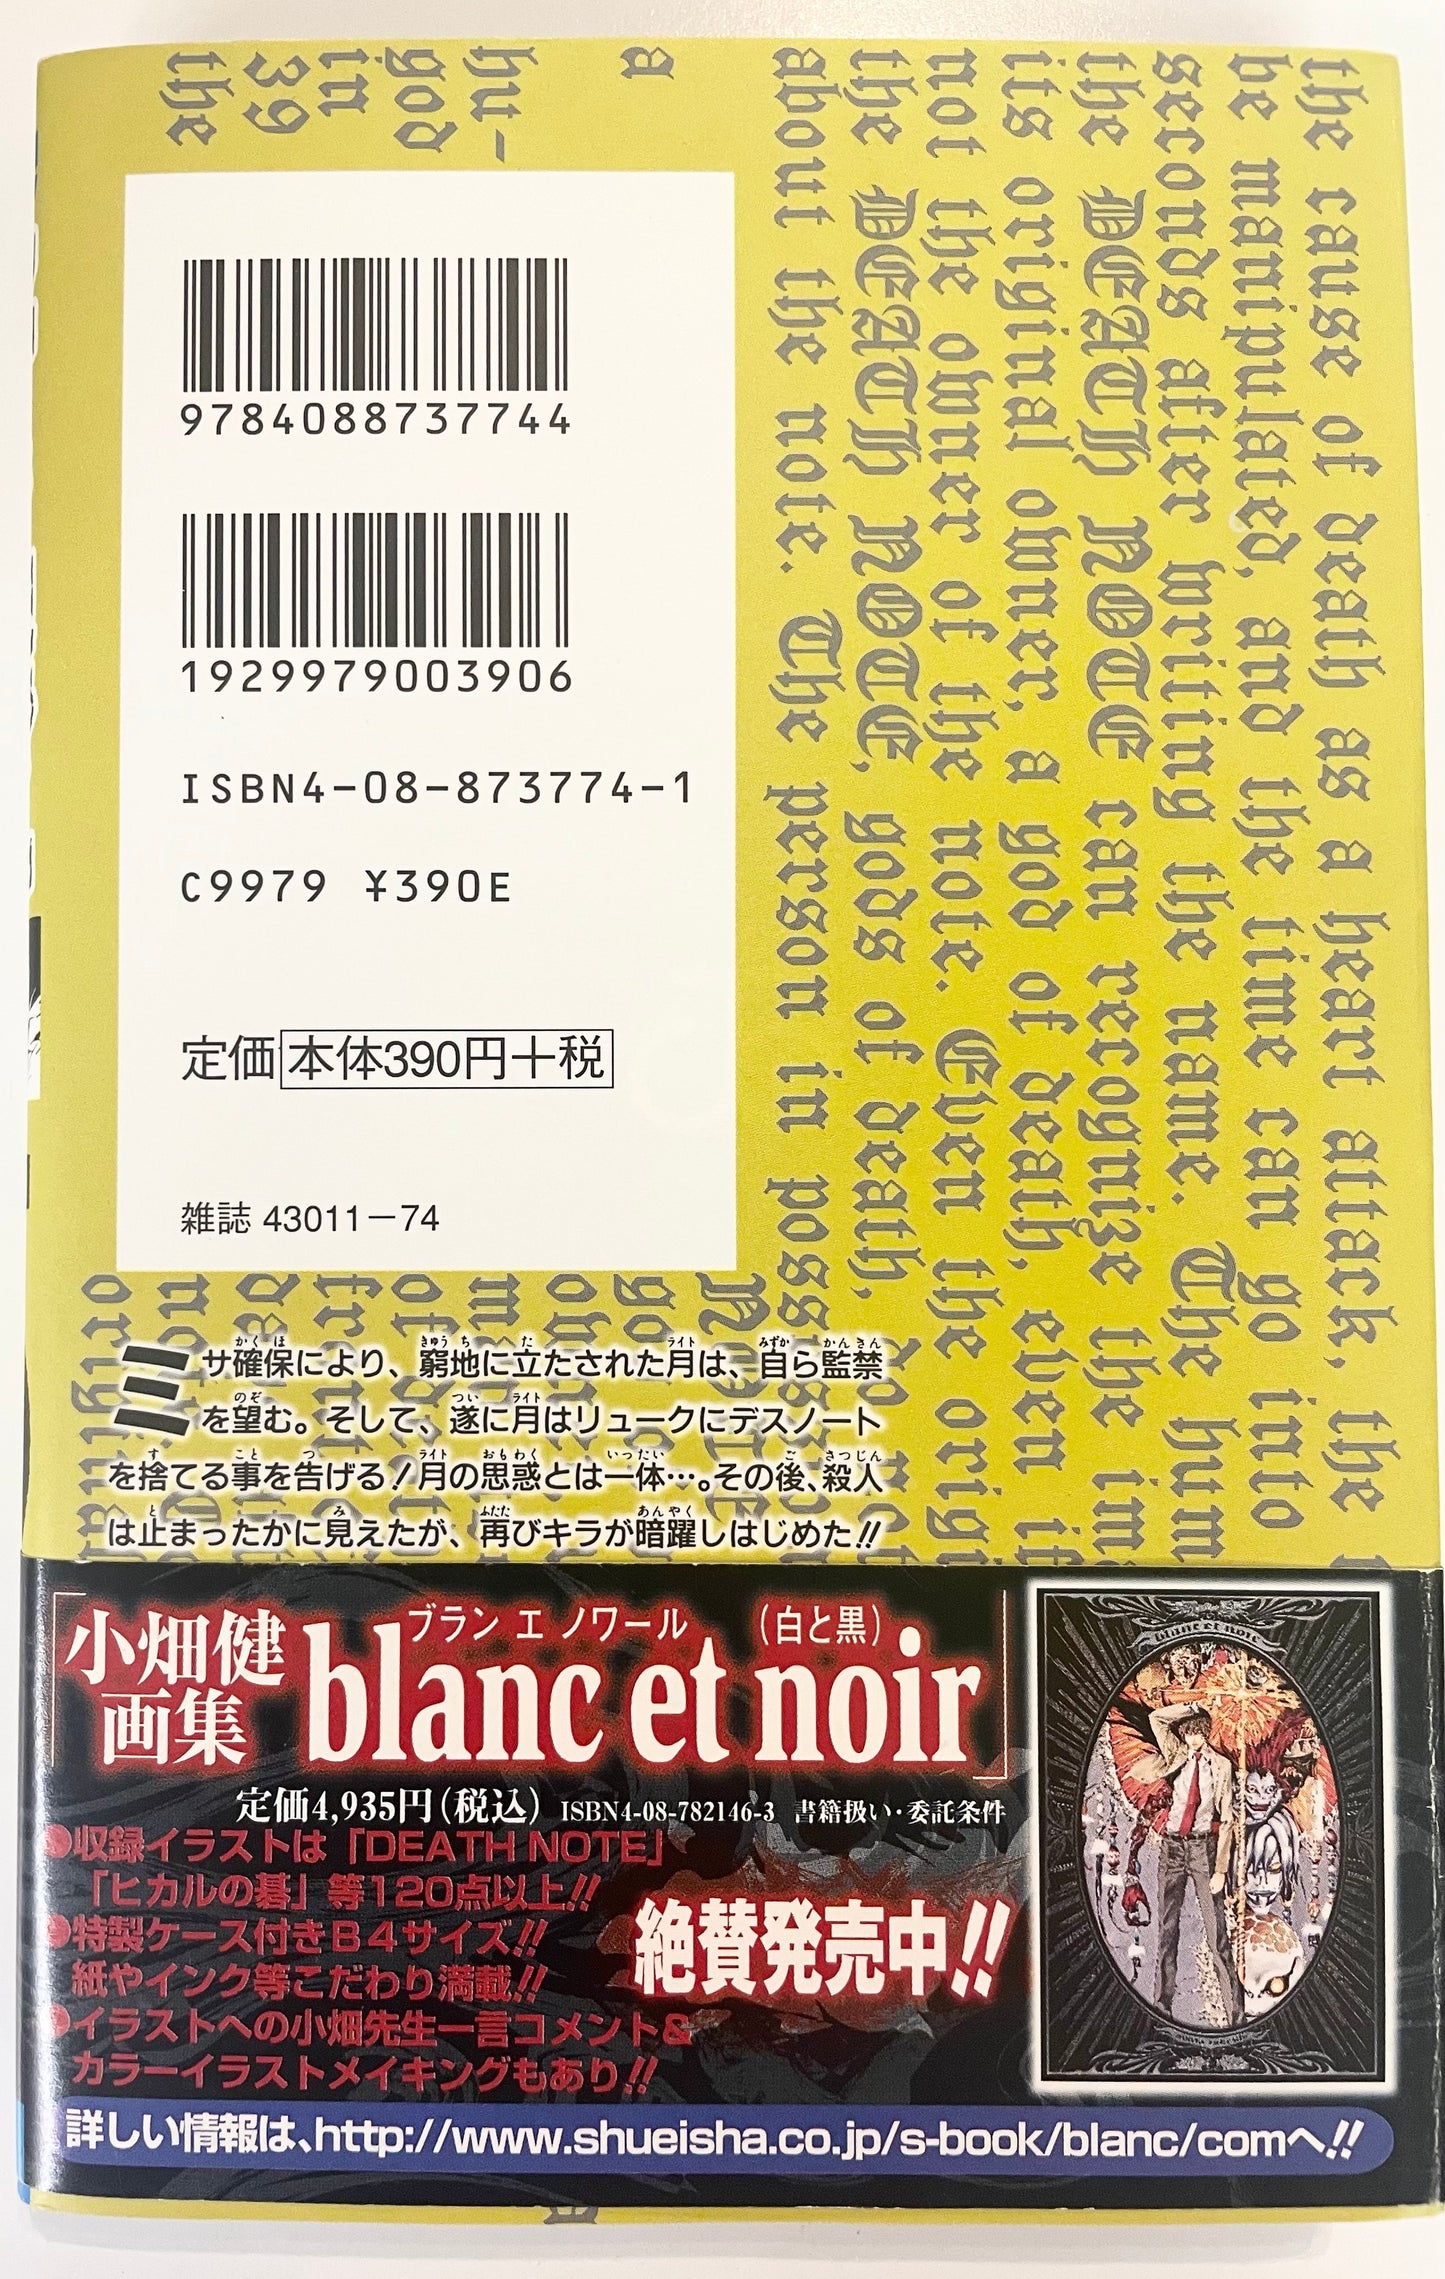 hu-
god
in
39
the
a
the cause of death as a heart attack, the
be manipulated, and the time can go into
seconds after writing the name. The hum
the DEATH NOTE can recognize the im
its original owner, a god of death, even if
not the owner of the note. Even the origi
the DEATH NOTE, gods of death, do not
about the note. The person in poss
9784088737744
1929979003906
ISBN4-08-873774-1
C9979 ¥390E
定価本体390円+税
雑誌 43011-74
ミサ確保により、窮地に立たされた月は、自ら監禁
を望む。そして、遂に月はリュークにデスノート
を捨てる事を告げる!月の思惑とは一体…。その後、殺人
は止まったかに見えたが、再びキラが暗躍しはじめた!!
小畑健
画集
ブラン エ ノワール (白と黒)
blanc et noir
定価4,935円(税込) ISBN4-08-782146-3 書籍扱い・委託条件
●収録イラストは「DEATH NOTE」
「ヒカルの碁」等120点以上!!
●特製ケース付きB4サイズ!!
紙やインク等こだわり満載!!
●イラストへの小畑先生一言コメント&
カラーイラストメイキングもあり!!
絶賛発売中!!
blanc et noir
詳しい情報は、http://www.shueisha.co.jp/s-book/blanc/comへ!!